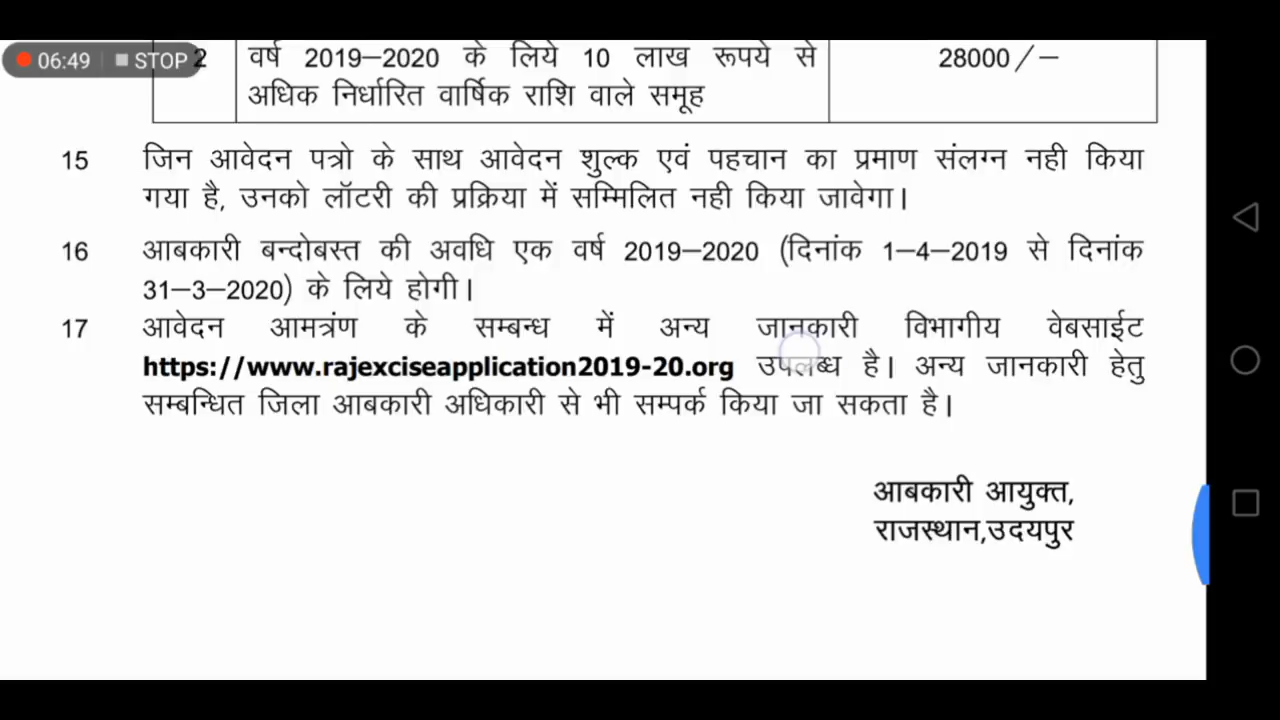 06:49 STOP
2 वर्ष 2019–2020 के लिये 10 लाख रूपये से 28000/–
अधिक निर्धारित वार्षिक राशि वाले समूह
15 जिन आवेदन पत्रो के साथ आवेदन शुल्क एवं पहचान का प्रमाण संलग्न नही किया
गया है, उनको लॉटरी की प्रक्रिया में सम्मिलित नही किया जावेगा।
16 आबकारी बन्दोबस्त की अवधि एक वर्ष 2019–2020 (दिनांक 1–4–2019 से दिनांक
31–3–2020) के लिये होगी।
17 आवेदन आमत्रंण के सम्बन्ध में अन्य जानकारी विभागीय वेबसाईट
https://www.rajexciseapplication2019-20.org उपलब्ध है। अन्य जानकारी हेतु
सम्बन्धित जिला आबकारी अधिकारी से भी सम्पर्क किया जा सकता है।
आबकारी आयुक्त,
राजस्थान,उदयपुर